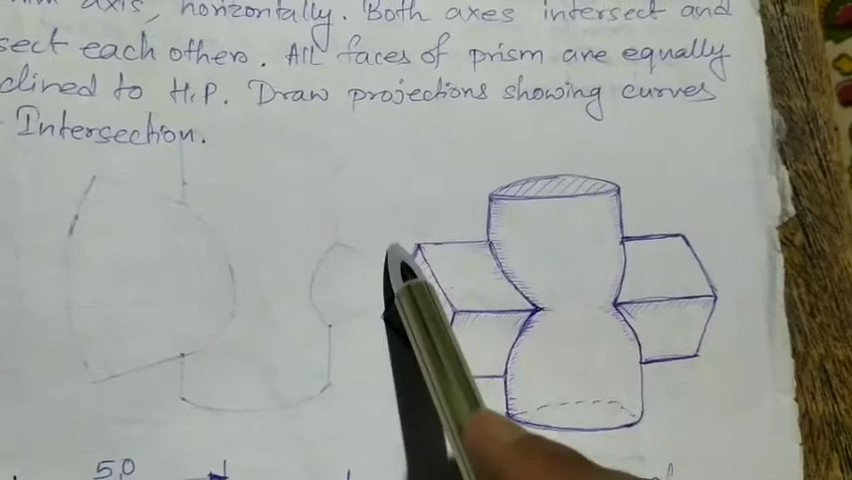 axis, horizontally. Both axes intersect and
sect each others. All faces of prism are equally
clined to H.P. Draw projections showing curves
Intersection.
50